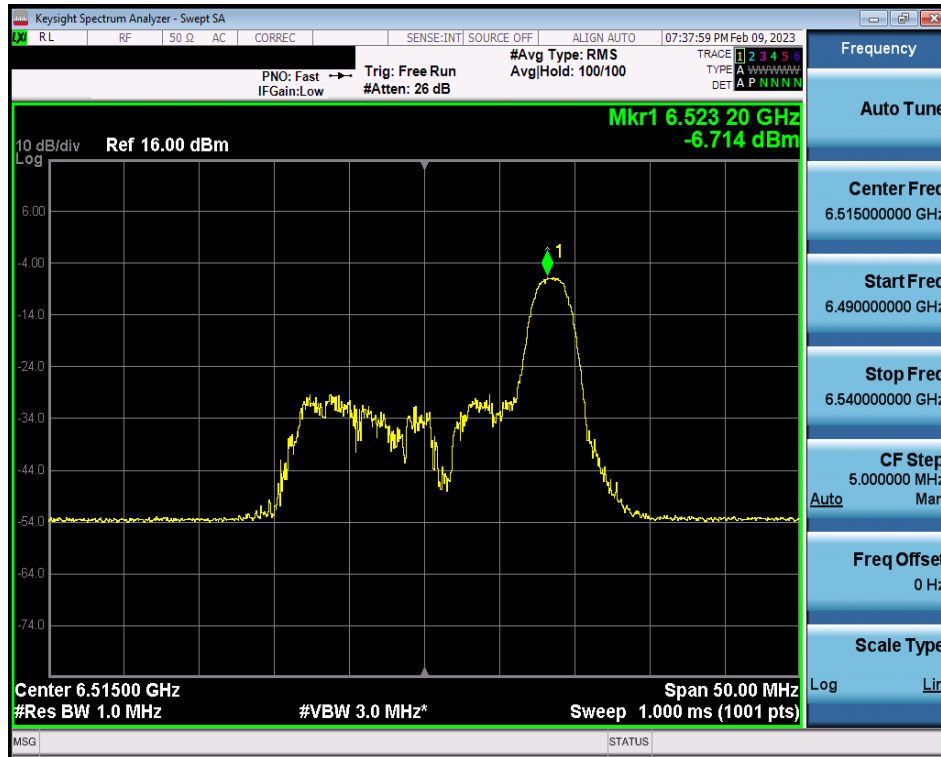 Keysight Spectrum Analyzer - Swept SA
LXI RL RF 50 Ω AC CORREC SENSE:INT SOURCE OFF ALIGN AUTO 07:37:59 PM Feb 09, 2023
PNO: Fast
IFGain:Low
Trig: Free Run
#Atten: 26 dB
#Avg Type: RMS
Avg|Hold: 100/100
TRACE 1 2 3 4 5 6
TYPE A WWWWW
DET A P N N N N
Mkr1 6.523 20 GHz
-6.714 dBm
10 dB/div Ref 16.00 dBm
Log
6.00
-4.00
-14.0
-24.0
-34.0
-44.0
-54.0
-64.0
-74.0
1
Center 6.51500 GHz Span 50.00 MHz
#Res BW 1.0 MHz #VBW 3.0 MHz* Sweep 1.000 ms (1001 pts)
MSG STATUS
Frequency
Auto Tune
Center Freq
6.515000000 GHz
Start Freq
6.490000000 GHz
Stop Freq
6.540000000 GHz
CF Step
5.000000 MHz
Auto Man
Freq Offset
0 Hz
Scale Type
Log Lin